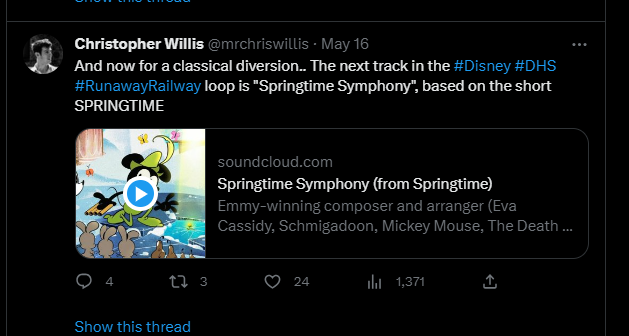 Show this thread
Christopher Willis @mrchriswillis · May 16
And now for a classical diversion.. The next track in the #Disney #DHS
#RunawayRailway loop is "Springtime Symphony", based on the short
SPRINGTIME
soundcloud.com
Springtime Symphony (from Springtime)
Emmy-winning composer and arranger (Eva
Cassidy, Schmigadoon, Mickey Mouse, The Death ...
4 3 24 1,371
Show this thread